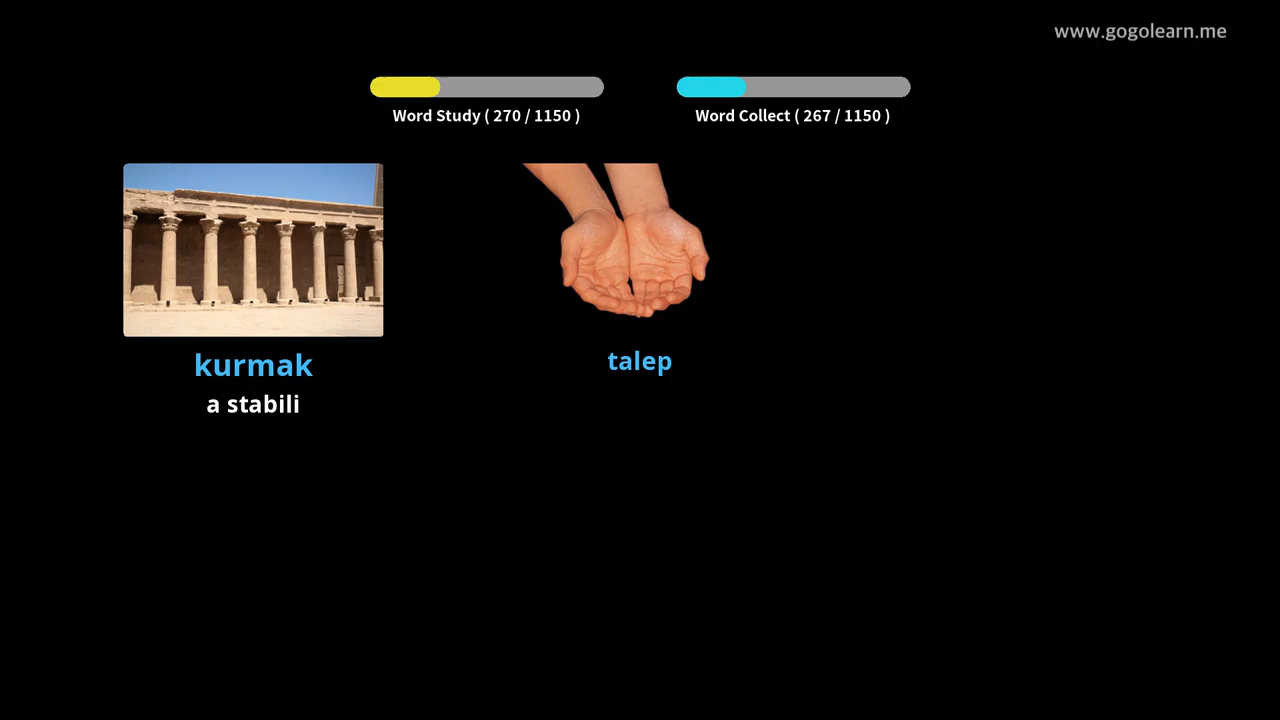 www.gogolearn.me
Word Study ( 270 / 1150 )
Word Collect ( 267 / 1150 )
kurmak
a stabili
talep